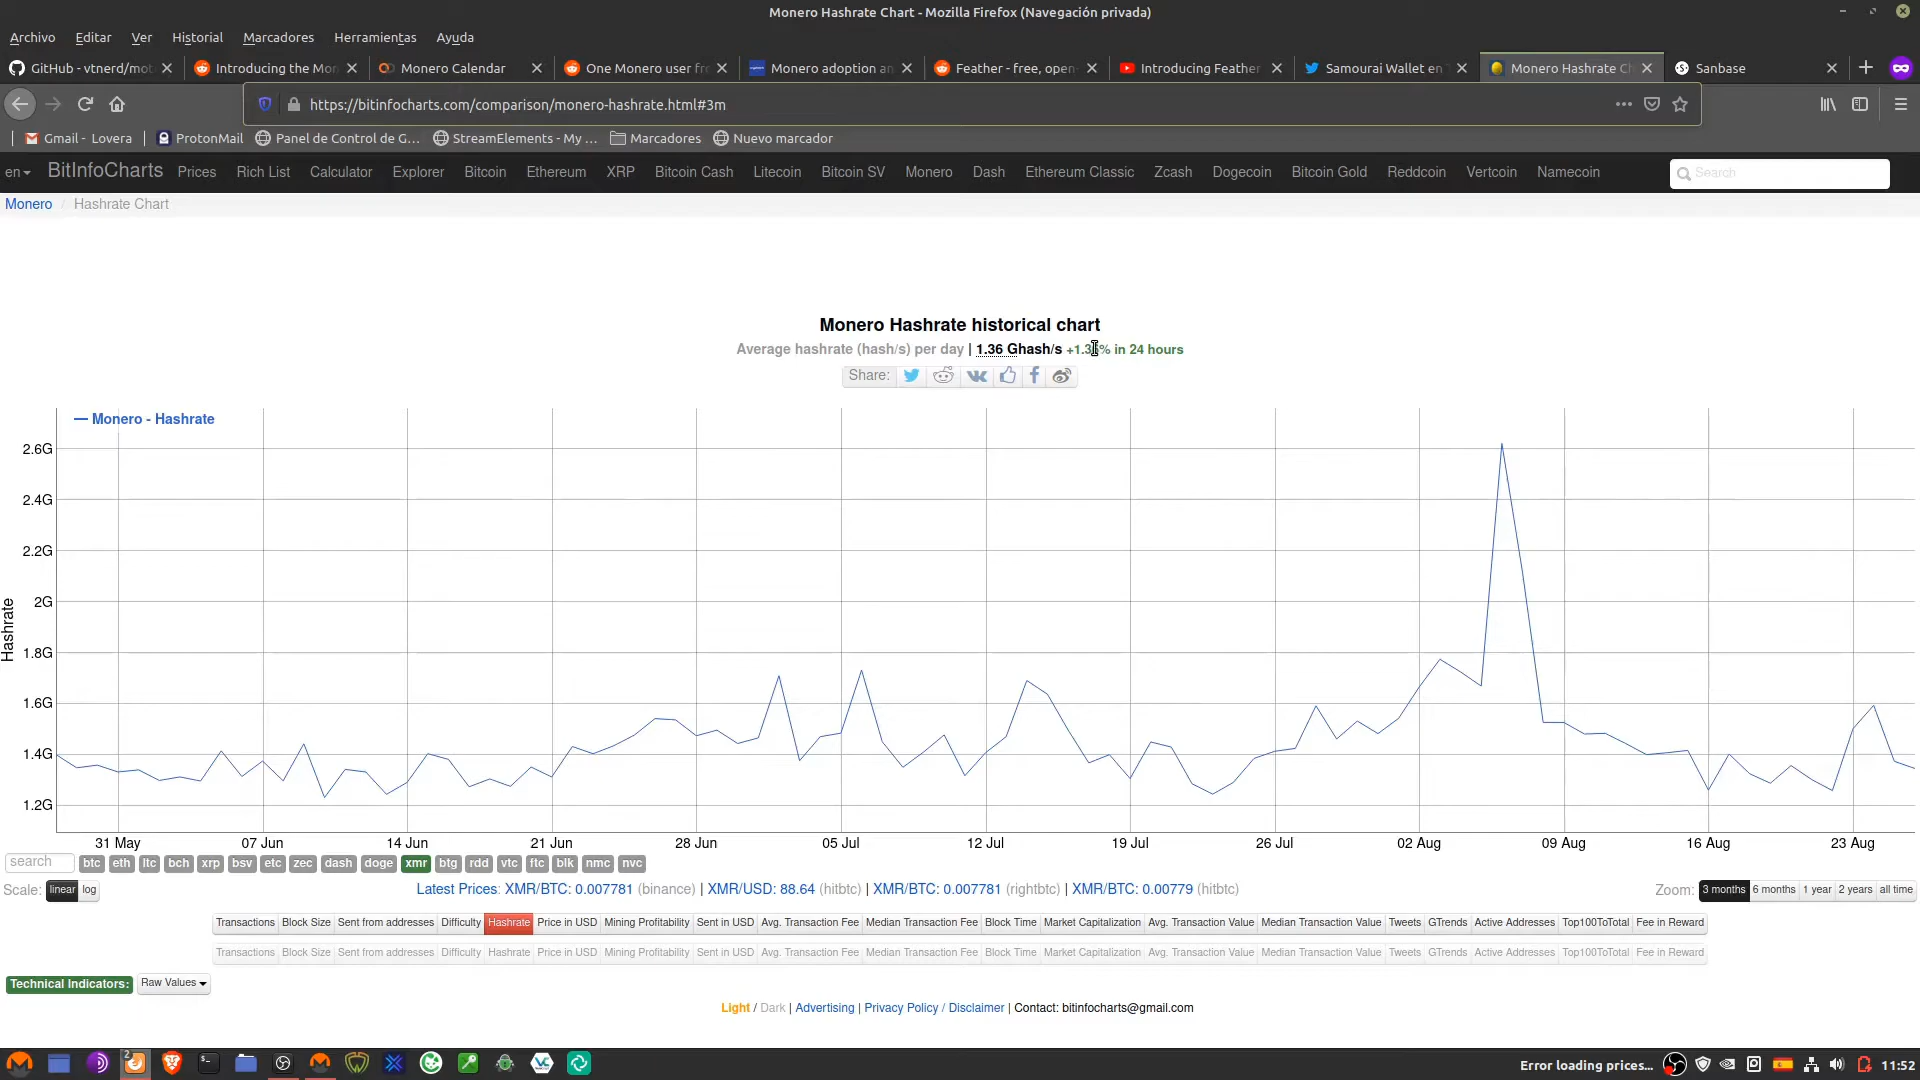 Monero Hashrate Chart - Mozilla Firefox (Navegación privada)
Archivo Editar Ver Historial Marcadores Herramientas Ayuda
GitHub - vtnerd/mo Introducing the Mon Monero Calendar One Monero user fr Monero adoption an Feather - free, open- Introducing Feather Samourai Wallet en Monero Hashrate Ch Sanbase
https://bitinfocharts.com/comparison/monero-hashrate.html#3m
Gmail - Lovera ProtonMail Panel de Control de G... StreamElements - My ... Marcadores Nuevo marcador
en BitInfoCharts Prices Rich List Calculator Explorer Bitcoin Ethereum XRP Bitcoin Cash Litecoin Bitcoin SV Monero Dash Ethereum Classic Zcash Dogecoin Bitcoin Gold Reddcoin Vertcoin Namecoin Search
Monero / Hashrate Chart
Monero Hashrate historical chart
Average hashrate (hash/s) per day | 1.36 Ghash/s in 24 hours
Share:
Monero - Hashrate
2.6G
2.4G
2.2G
2G
1.8G
1.6G
1.4G
1.2G
Hashrate
31 May 07 Jun 14 Jun 21 Jun 28 Jun 05 Jul 12 Jul 19 Jul 26 Jul 02 Aug 09 Aug 16 Aug 23 Aug
search btc eth ltc bch xrp bsv etc zec dash doge xmr btg rdd vtc ftc blk nmc nvc
Scale: linear log Latest Prices: XMR/BTC: 0.007781 (binance) | XMR/USD: 88.64 (hitbtc) | XMR/BTC: 0.007781 (rightbtc) | XMR/BTC: 0.00779 (hitbtc) Zoom: 3 months 6 months 1 year 2 years all time
Transactions Block Size Sent from addresses Difficulty Hashrate Price in USD Mining Profitability Sent in USD Avg. Transaction Fee Median Transaction Fee Block Time Market Capitalization Avg. Transaction Value Median Transaction Value Tweets GTrends Active Addresses Top100ToTotal Fee in Reward
Transactions Block Size Sent from addresses Difficulty Hashrate Price in USD Mining Profitability Sent in USD Avg. Transaction Fee Median Transaction Fee Block Time Market Capitalization Avg. Transaction Value Median Transaction Value Tweets GTrends Active Addresses Top100ToTotal Fee in Reward
Technical Indicators: Raw Values
Light / Dark | Advertising | Privacy Policy / Disclaimer | Contact: bitinfocharts@gmail.com
2 Error loading prices... 11:52